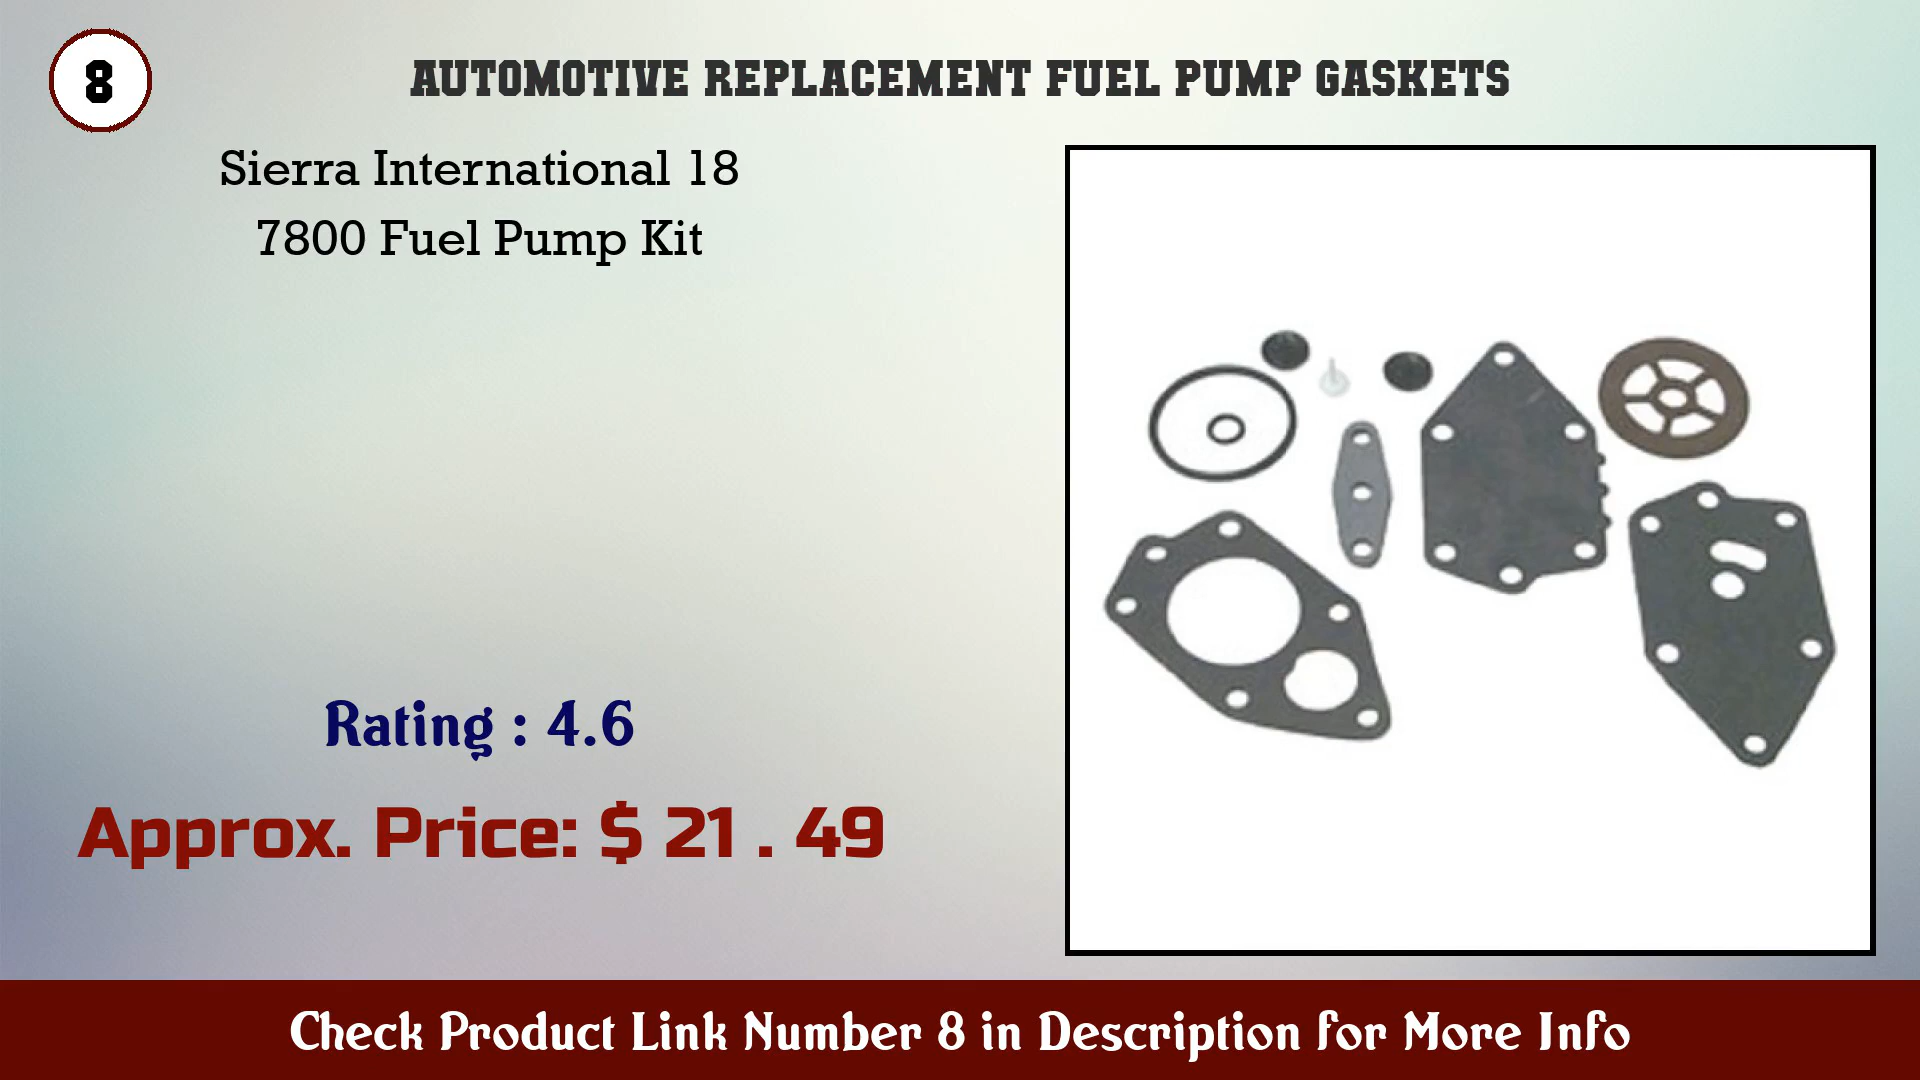 8
AUTOMOTIVE REPLACEMENT FUEL PUMP GASKETS
Sierra International 18
7800 Fuel Pump Kit
Rating : 4.6
Approx. Price: $ 21 . 49
Check Product Link Number 8 in Description for More Info